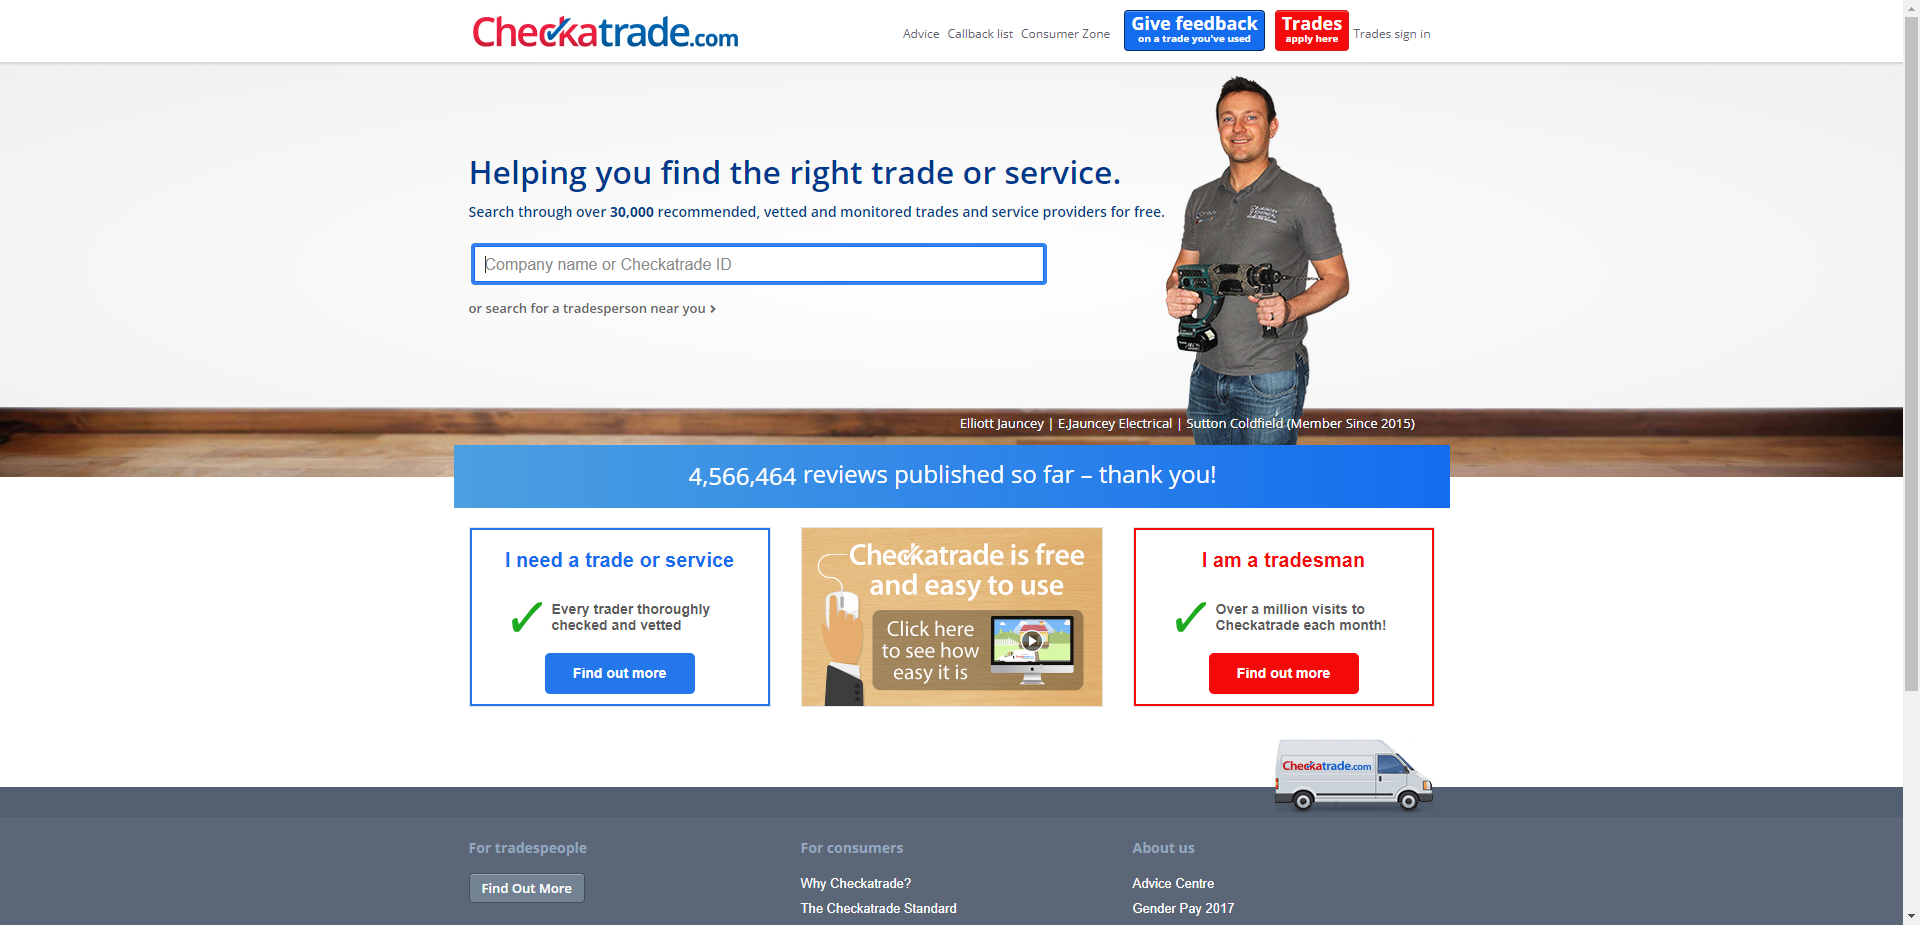 Checkatrade.com
Advice Callback list Consumer Zone
Give feedback
on a trade you've used
Trades
apply here
Trades sign in
Helping you find the right trade or service.
Search through over 30,000 recommended, vetted and monitored trades and service providers for free.
Company name or Checkatrade ID
or search for a tradesperson near you
Elliott Jauncey | E.Jauncey Electrical | Sutton Coldfield (Member Since 2015)
4,566,464 reviews published so far – thank you!
I need a trade or service
Every trader thoroughly
checked and vetted
Find out more
Checkatrade is free
and easy to use
Click here
to see how
easy it is
I am a tradesman
Over a million visits to
Checkatrade each month!
Find out more
Checkatrade.com
For tradespeople
Find Out More
For consumers
Why Checkatrade?
The Checkatrade Standard
About us
Advice Centre
Gender Pay 2017